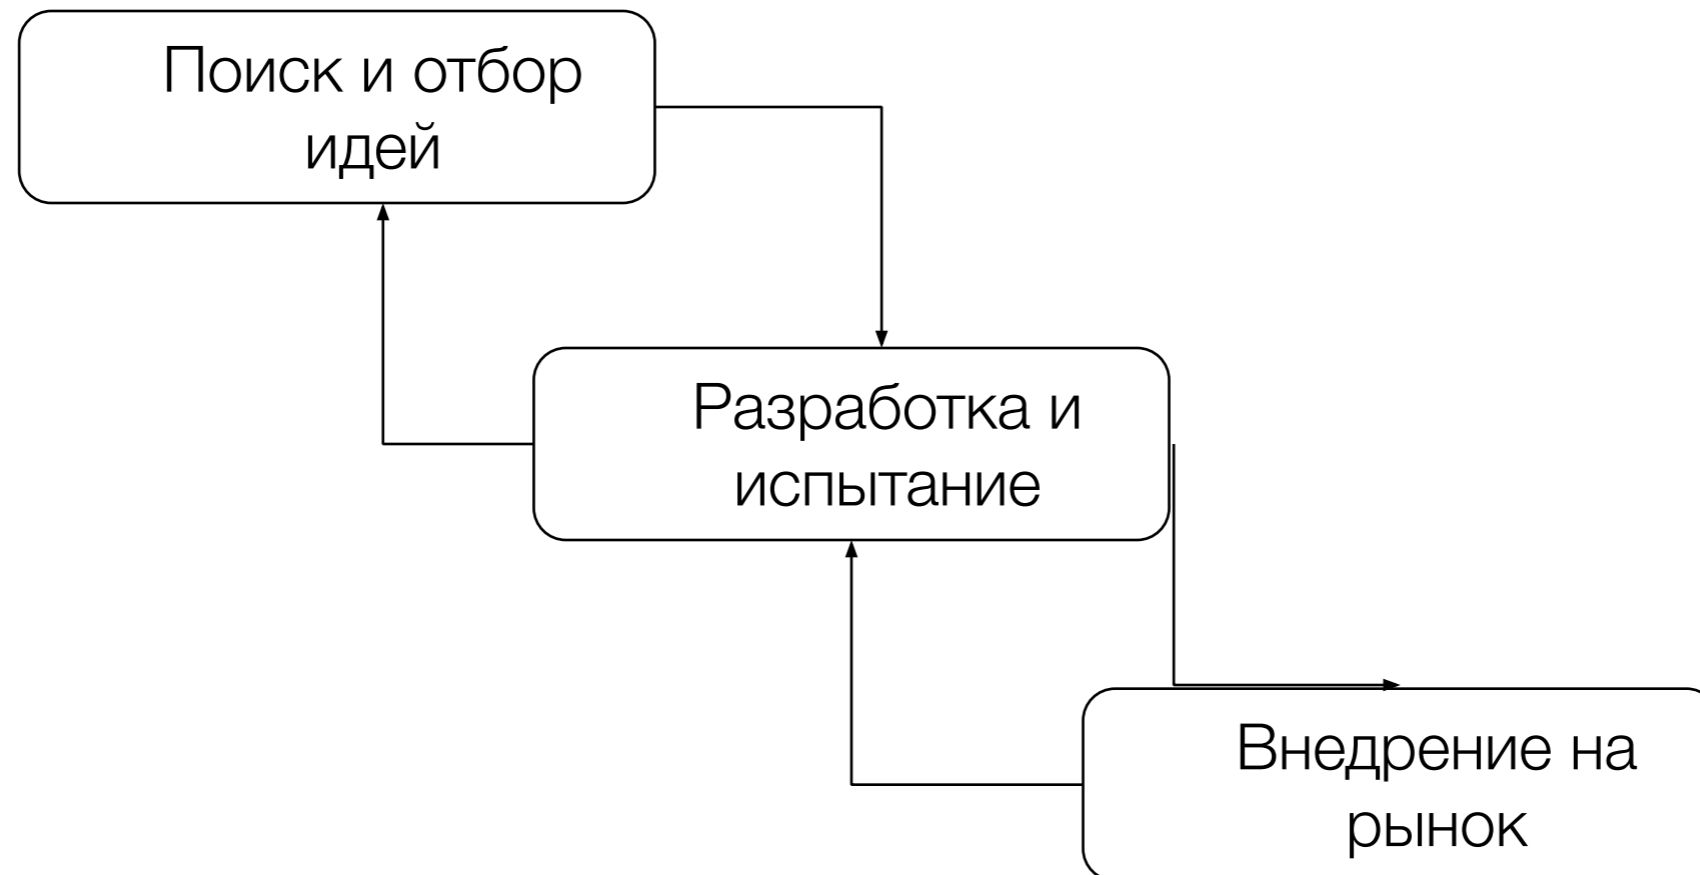 Поиск и отбор
идей
Разработка и
испытание
Внедрение на
рынок